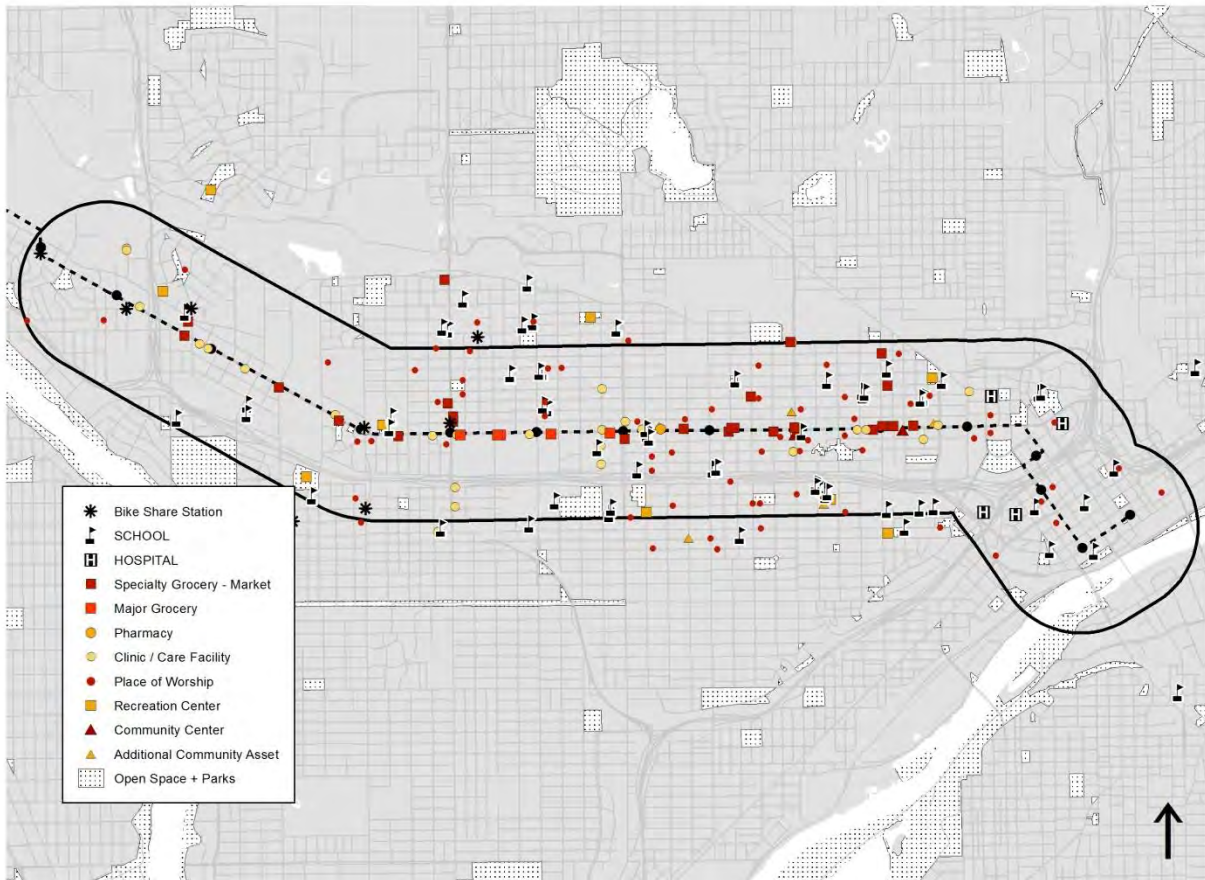 Bike Share Station
SCHOOL
HOSPITAL
Specialty Grocery - Market
Major Grocery
Pharmacy
Clinic / Care Facility
Place of Worship
Recreation Center
Community Center
Additional Community Asset
Open Space + Parks